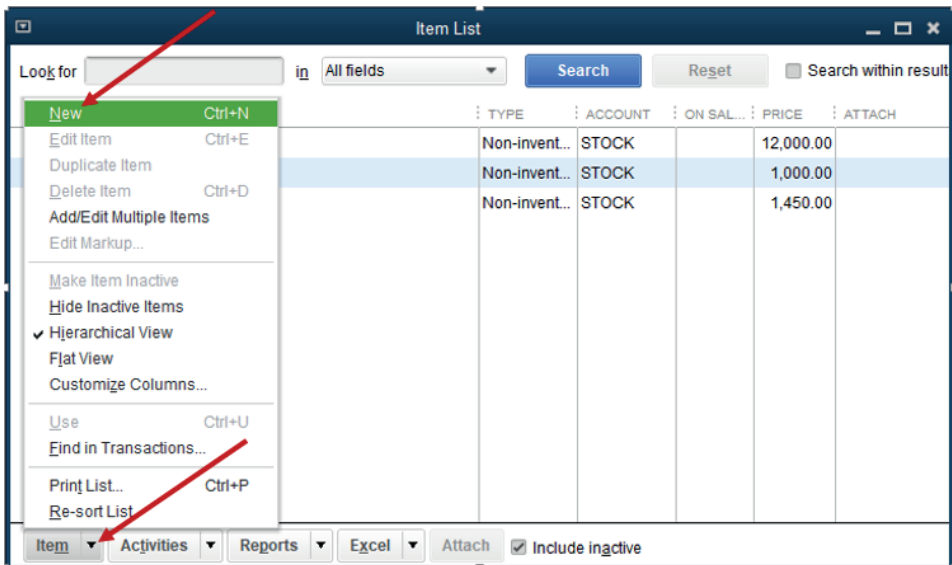 Item List
Look for in All fields Search Reset Search within result
TYPE ACCOUNT ON SAL... PRICE ATTACH
New Ctrl+N
Edit Item Ctrl+E
Duplicate Item
Delete Item Ctrl+D
Add/Edit Multiple Items
Edit Markup...
Make Item Inactive
Hide Inactive Items
Hierarchical View
Flat View
Customize Columns...
Use Ctrl+U
Find in Transactions...
Print List... Ctrl+P
Re-sort List
Non-invent... STOCK 12,000.00
Non-invent... STOCK 1,000.00
Non-invent... STOCK 1,450.00
Item Activities Reports Excel Attach Include inactive